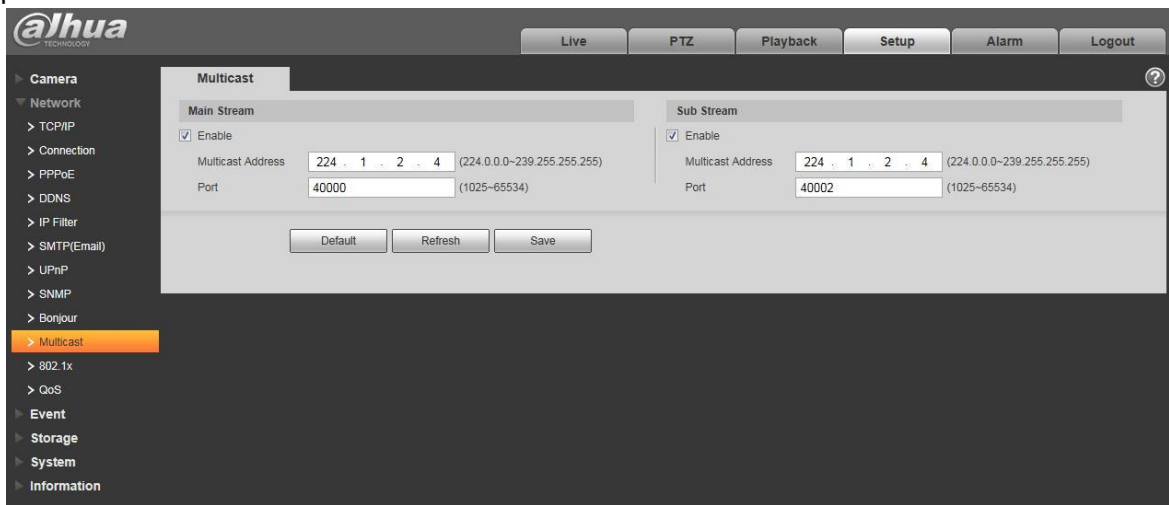 alhua
TECHNOLOGY
Live PTZ Playback Setup Alarm Logout
Camera
Network
> TCP/IP
> Connection
> PPPoE
> DDNS
> IP Filter
> SMTP(Email)
> UPnP
> SNMP
> Bonjour
> Multicast
> 802.1x
> QoS
Event
Storage
System
Information
Multicast
?
Main Stream
Enable
Multicast Address 224 . 1 . 2 . 4 (224.0.0.0~239.255.255.255)
Port 40000 (1025~65534)
Sub Stream
Enable
Multicast Address 224 . 1 . 2 . 4 (224.0.0.0~239.255.255.255)
Port 40002 (1025~65534)
Default Refresh Save